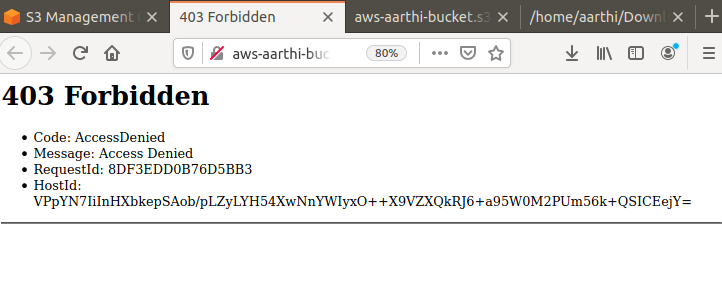 S3 Management
403 Forbidden
aws-aarthi-bucket.s3
/home/aarthi/Downl
aws-aarthi-buc
80%
403 Forbidden
Code: AccessDenied
Message: Access Denied
RequestId: 8DF3EDD0B76D5BB3
HostId:
VPpYN7IiInHXbkepSAob/pLZyLYH54XwNnYWIyxO++X9VZXQkRJ6+a95W0M2PUm56k+QSICEejY=